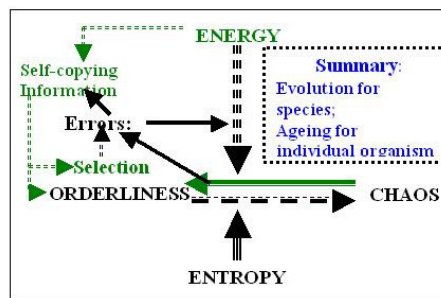 ENERGY
Self-copying
Information
Summary:
Evolution for
species;
Ageing for
individual organism
Errors:
Selection
ORDERLINESS
CHAOS
ENTROPY